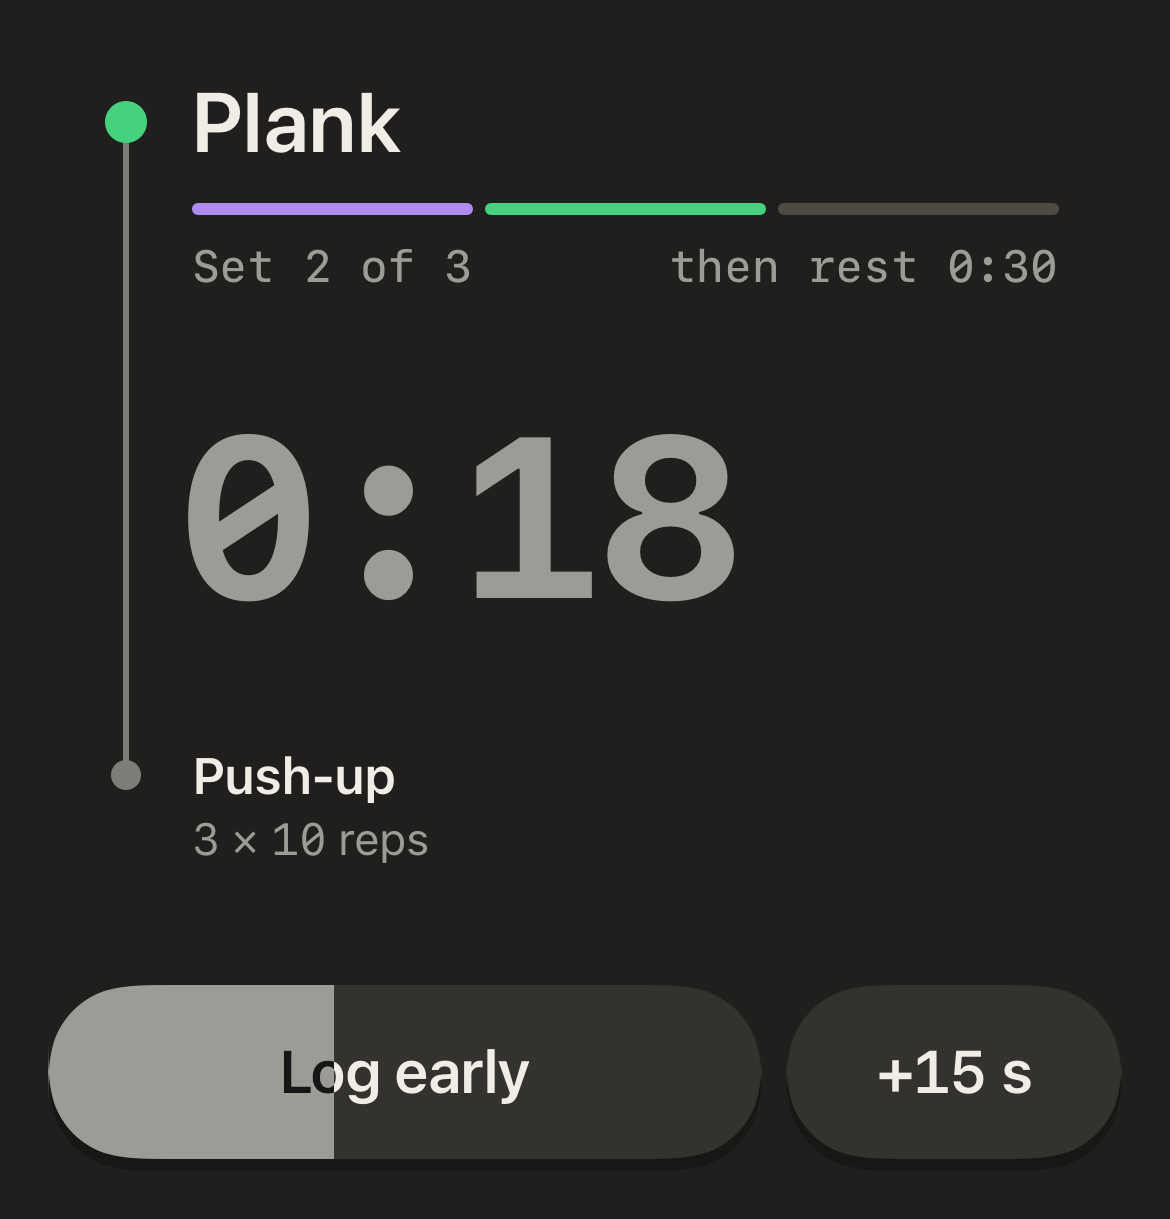 Plank
Set 2 of 3 then rest 0:30
0:18
Push-up
3 × 10 reps
Log early +15 s